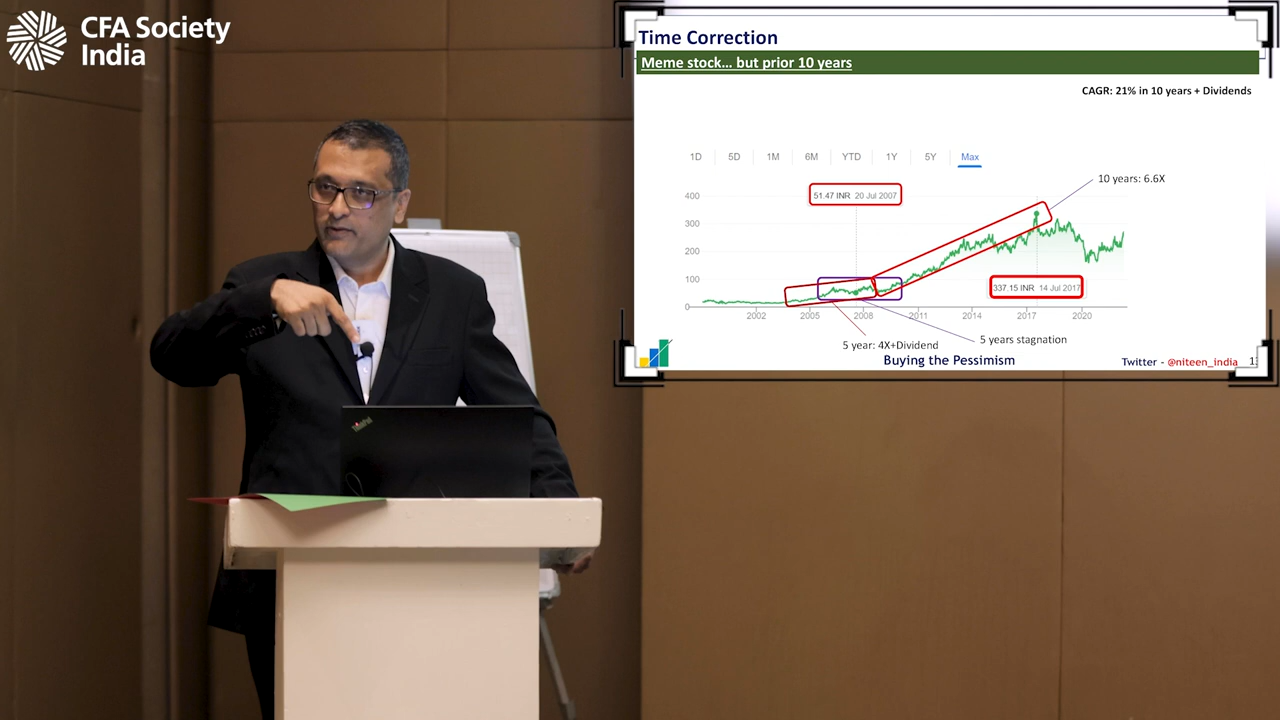 CFA Society
India
Time Correction
Meme stock... but prior 10 years
CAGR: 21% in 10 years + Dividends
1D 5D 1M 6M YTD 1Y 5Y Max
10 years: 6.6X
51.47 INR 20 Jul 2007
400
300
200
100
0
337.15 INR 14 Jul 2017
2002 2005 2008 2011 2014 2017 2020
5 year: 4X+Dividend
5 years stagnation
Buying the Pessimism
Twitter - @niteen_india
ThinkPad